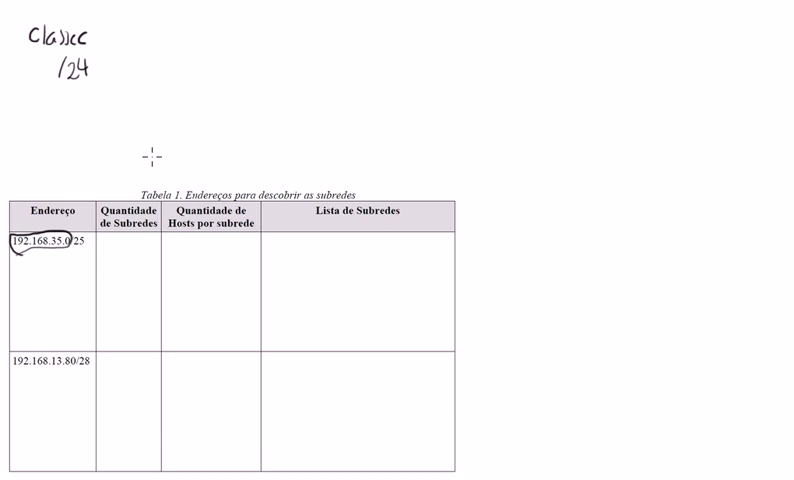 Classe C
/24
Tabela 1. Endereços para descobrir as subredes
Endereço
Quantidade de Subredes
Quantidade de Hosts por subrede
Lista de Subredes
192.168.35.0/25
192.168.13.80/28